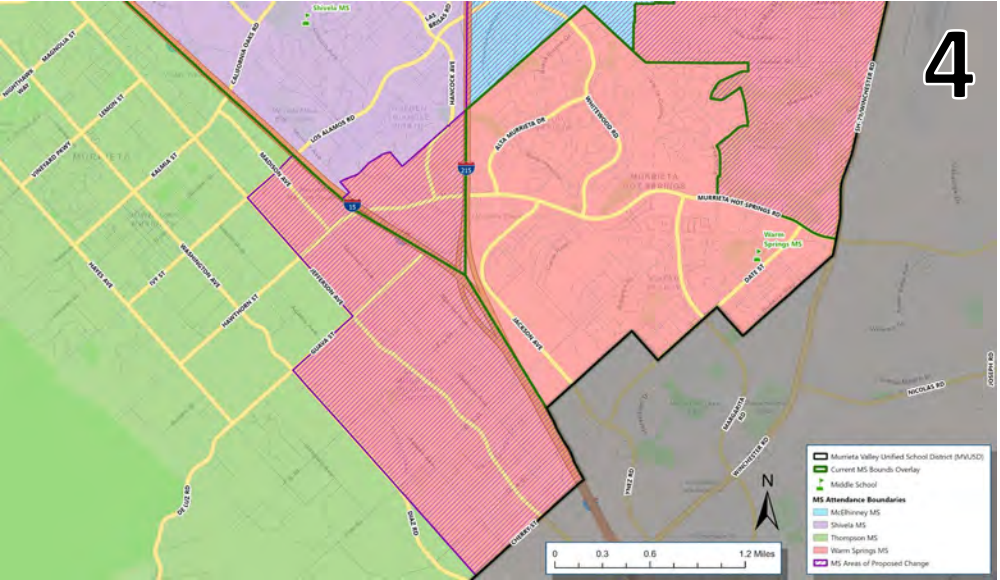 4
Shivela MS
LAS
BRISAS RD
CALIFORNIA OAKS RD
HANCOCK AVE
MAGNOLIA ST
NIGHTHAWK
WAY
LEMON ST
LOS ALAMOS RD
ALTA MURRIETA DR
WHITEWOOD RD
SH 79/WINCHESTER RD
VINEYARD PKWY
MURRIETA
KALMIA ST
MADISON AVE
215
15
MURRIETA
HOT SPRINGS
MURRIETA HOT SPRINGS RD
Warm
Springs MS
DATE ST
HAYES AVE
IVY ST
WASHINGTON AVE
HAWTHORN ST
JEFFERSON AVE
GUAVA ST
JACKSON AVE
NICOLAS RD
JOSEPH RD
MARGARITA
RD
WINCHESTER RD
YNEZ RD
DE LUZ RD
DIAZ RD
CHERRY ST
N
0 0.3 0.6 1.2 Miles
Murrieta Valley Unified School District (MVUSD)
Current MS Bounds Overlay
Middle School
MS Attendance Boundaries
McElhinney MS
Shivela MS
Thompson MS
Warm Springs MS
MS Areas of Proposed Change